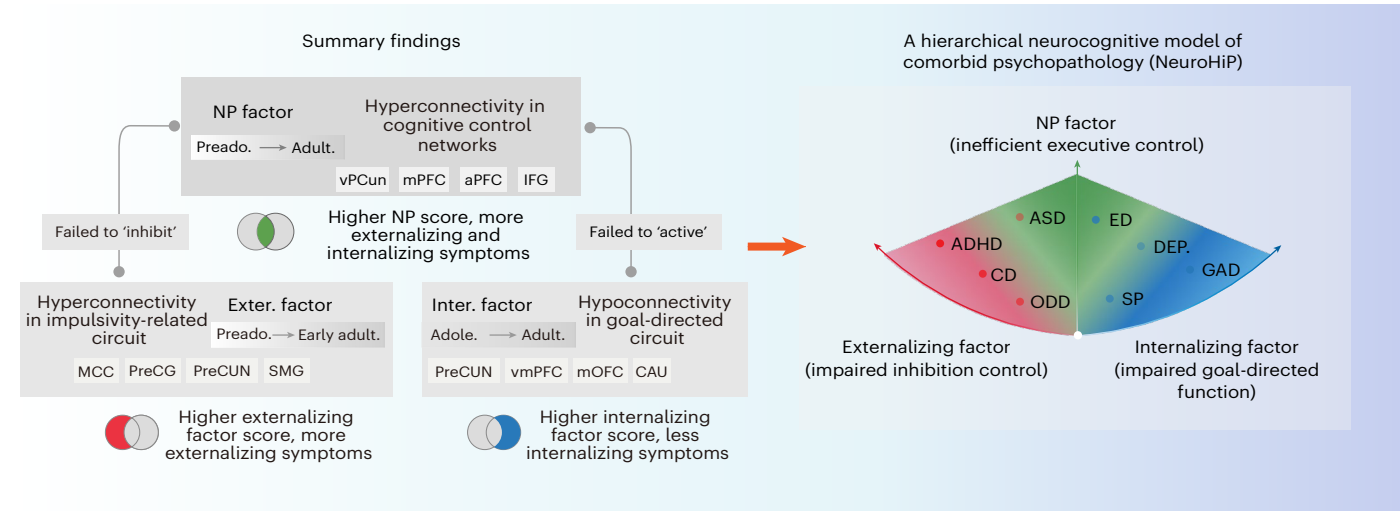 Summary findings
NP factor
Preado. → Adult.
Hyperconnectivity in
cognitive control
networks
vPCun mPFC aPFC IFG
Failed to 'inhibit'
Higher NP score, more
externalizing and
internalizing symptoms
Failed to 'active'
Hyperconnectivity
in impulsivity-related
circuit
Exter. factor
Preado. → Early adult.
MCC PreCG PreCUN SMG
Higher externalizing
factor score, more
externalizing symptoms
Inter. factor
Adole. → Adult.
Hypoconnectivity
in goal-directed
circuit
PreCUN vmPFC mOFC CAU
Higher internalizing
factor score, less
internalizing symptoms
A hierarchical neurocognitive model of
comorbid psychopathology (NeuroHiP)
NP factor
(inefficient executive control)
ASD
ED
ADHD
DEP.
CD
GAD
ODD
SP
Externalizing factor
(impaired inhibition control)
Internalizing factor
(impaired goal-directed
function)